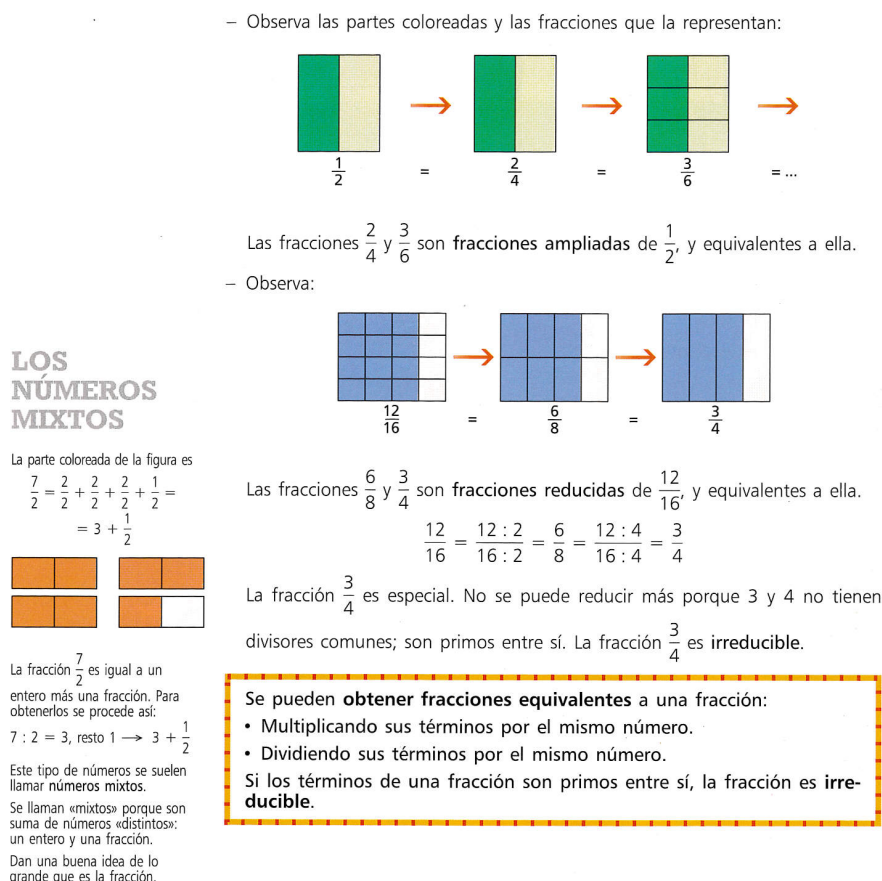 – Observa las partes coloreadas y las fracciones que la representan:
1/2 = 2/4 = 3/6 = ...
Las fracciones 2/4 y 3/6 son fracciones ampliadas de 1/2, y equivalentes a ella.
– Observa:
12/16 = 6/8 = 3/4
Las fracciones 6/8 y 3/4 son fracciones reducidas de 12/16, y equivalentes a ella.
12/16 = 12 : 2/16 : 2 = 6/8 = 12 : 4/16 : 4 = 3/4
La fracción 3/4 es especial. No se puede reducir más porque 3 y 4 no tienen
divisores comunes; son primos entre sí. La fracción 3/4 es irreducible.
Se pueden obtener fracciones equivalentes a una fracción:
• Multiplicando sus términos por el mismo número.
• Dividiendo sus términos por el mismo número.
Si los términos de una fracción son primos entre sí, la fracción es irre-
ducible.
LOS
NÚMEROS
MIXTOS
La parte coloreada de la figura es
7/2 = 2/2 + 2/2 + 2/2 + 1/2 =
= 3 + 1/2
La fracción 7/2 es igual a un
entero más una fracción. Para
obtenerlos se procede así:
7 : 2 = 3, resto 1 → 3 + 1/2
Este tipo de números se suelen
llamar números mixtos.
Se llaman «mixtos» porque son
suma de números «distintos»:
un entero y una fracción.
Dan una buena idea de lo
grande que es la fracción.